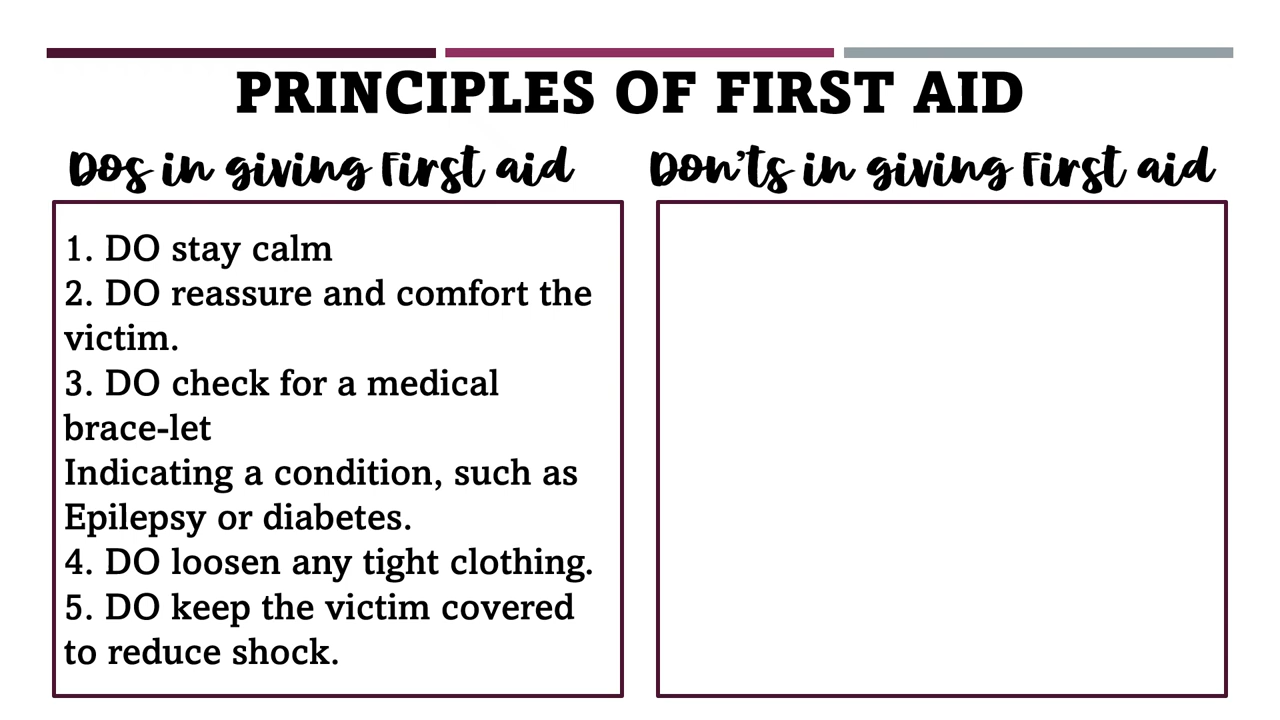 PRINCIPLES OF FIRST AID
Dos in giving First aid
Don'ts in giving First aid
1. DO stay calm
2. DO reassure and comfort the
victim.
3. DO check for a medical
brace-let
Indicating a condition, such as
Epilepsy or diabetes.
4. DO loosen any tight clothing.
5. DO keep the victim covered
to reduce shock.